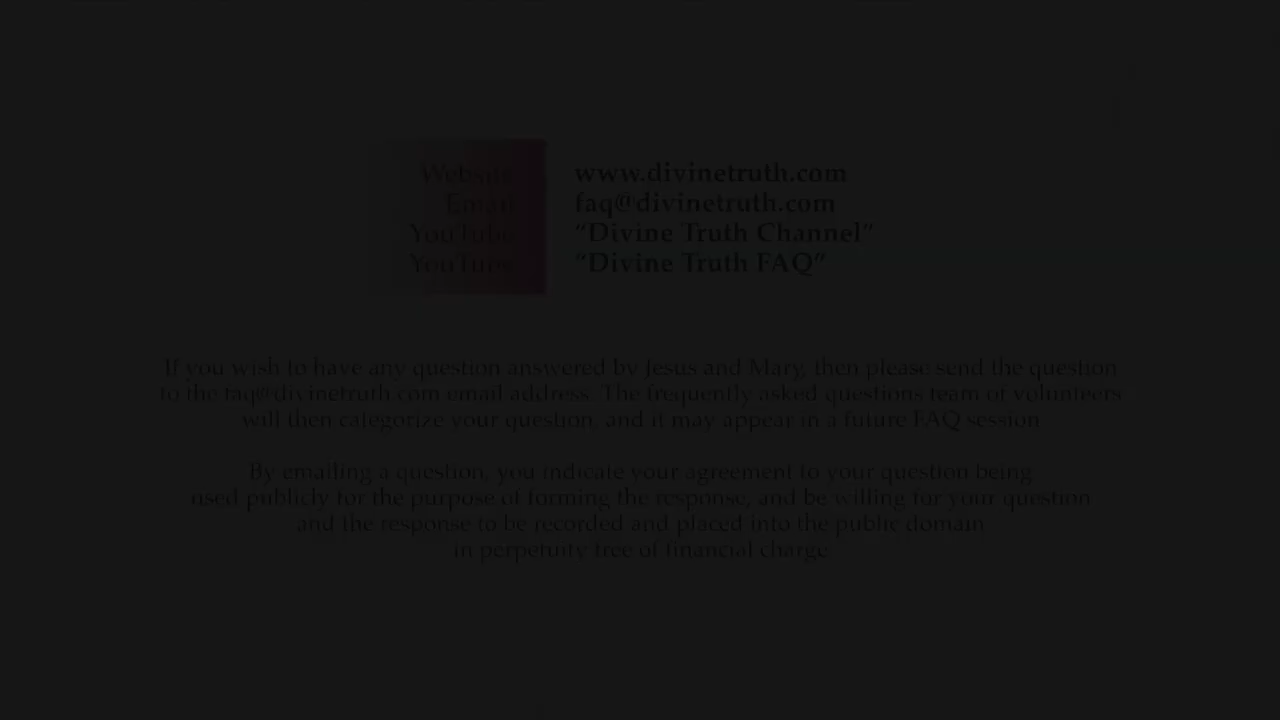 Website www.divinetruth.com
Email faq@divinetruth.com
YouTube “Divine Truth Channel”
YouTube “Divine Truth FAQ”
If you wish to have any question answered by Jesus and Mary, then please send the question
to the faq@divinetruth.com email address. The frequently asked questions team of volunteers
will then categorize your question, and it may appear in a future FAQ session.
By emailing a question, you indicate your agreement to your question being
used publicly for the purpose of forming the response, and be willing for your question
and the response to be recorded and placed into the public domain
in perpetuity free of financial charge.